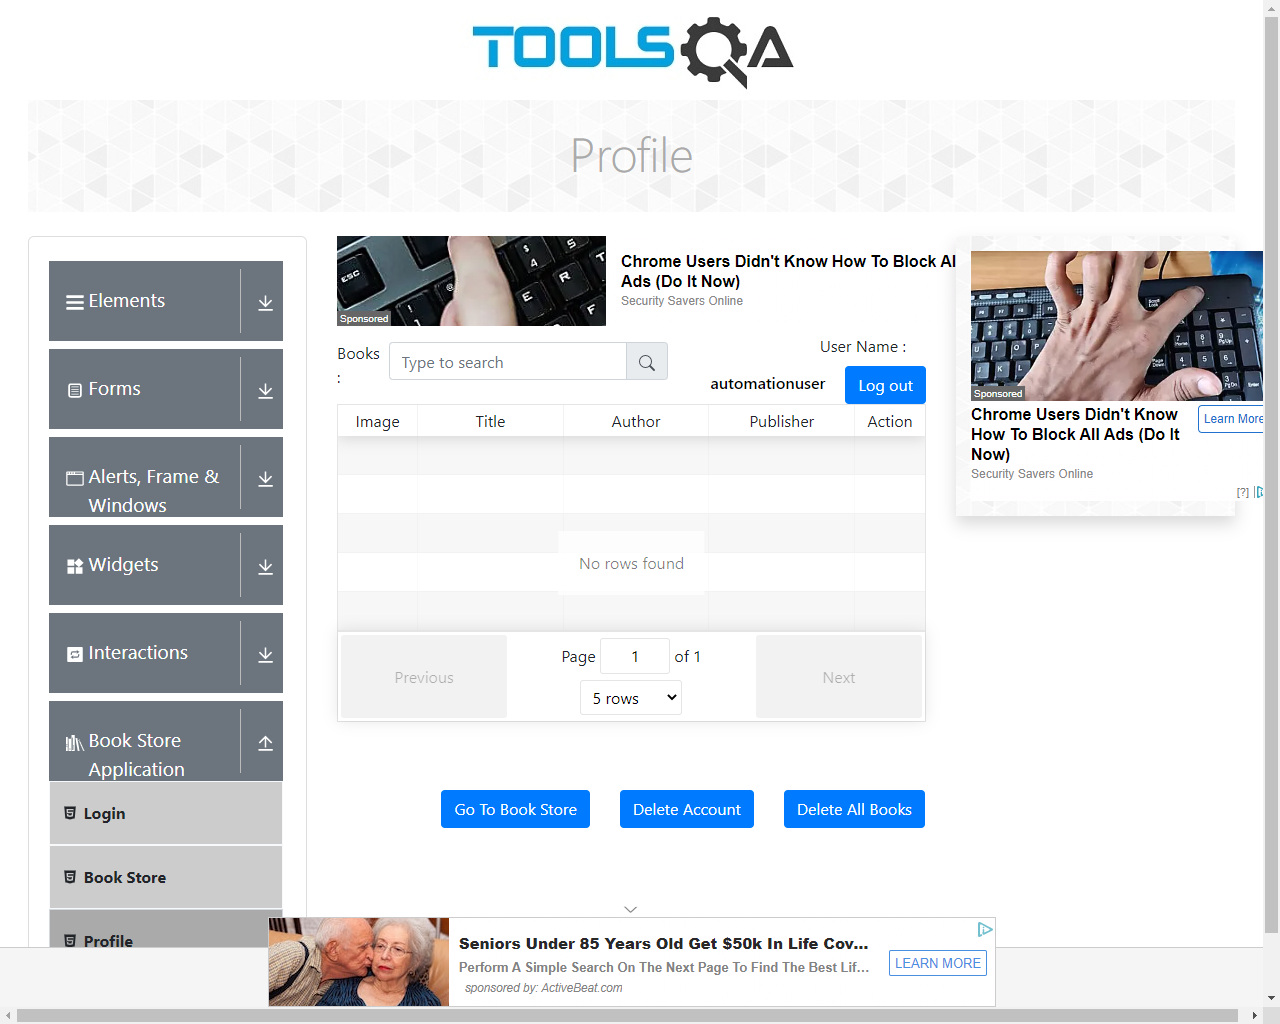 TOOLSQA
Profile
Elements
Forms
Alerts, Frame &
Windows
Widgets
Interactions
Book Store
Application
Login
Book Store
Profile
Sponsored
Chrome Users Didn't Know How To Block Al
Ads (Do It Now)
Security Savers Online
Books
:
Type to search
User Name :
automationuser
Log out
Image
Title
Author
Publisher
Action
No rows found
Previous
Page 1 of 1
5 rows
Next
Go To Book Store
Delete Account
Delete All Books
Sponsored
Chrome Users Didn't Know
How To Block All Ads (Do It
Now)
Security Savers Online
Learn More
[?]
Seniors Under 85 Years Old Get $50k In Life Cov...
Perform A Simple Search On The Next Page To Find The Best Lif...
sponsored by: ActiveBeat.com
LEARN MORE